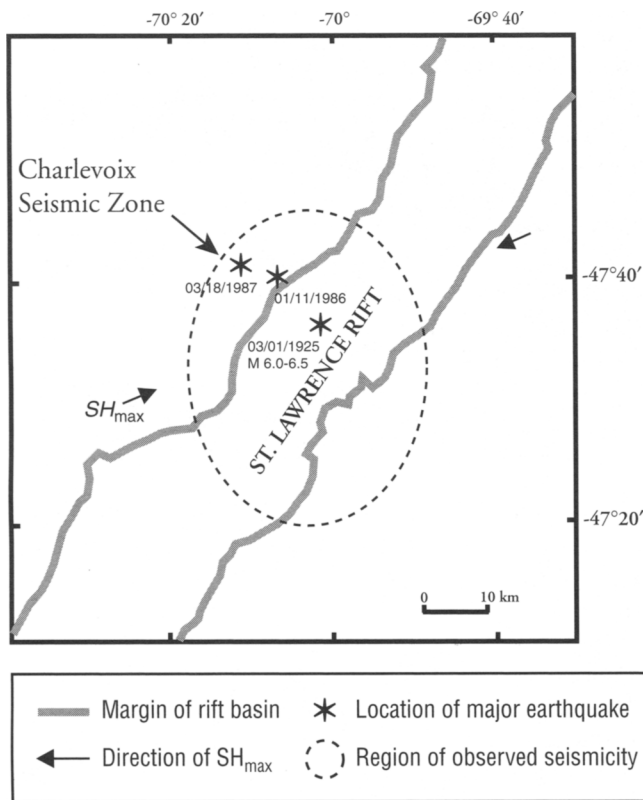 -70° 20′
-70°
-69° 40′
Charlevoix
Seismic Zone
-47° 40′
03/18/1987
01/11/1986
03/01/1925
M 6.0-6.5
ST. LAWRENCE RIFT
SHmax
-47° 20′
0 10 km
Margin of rift basin
Location of major earthquake
Direction of SHmax
Region of observed seismicity